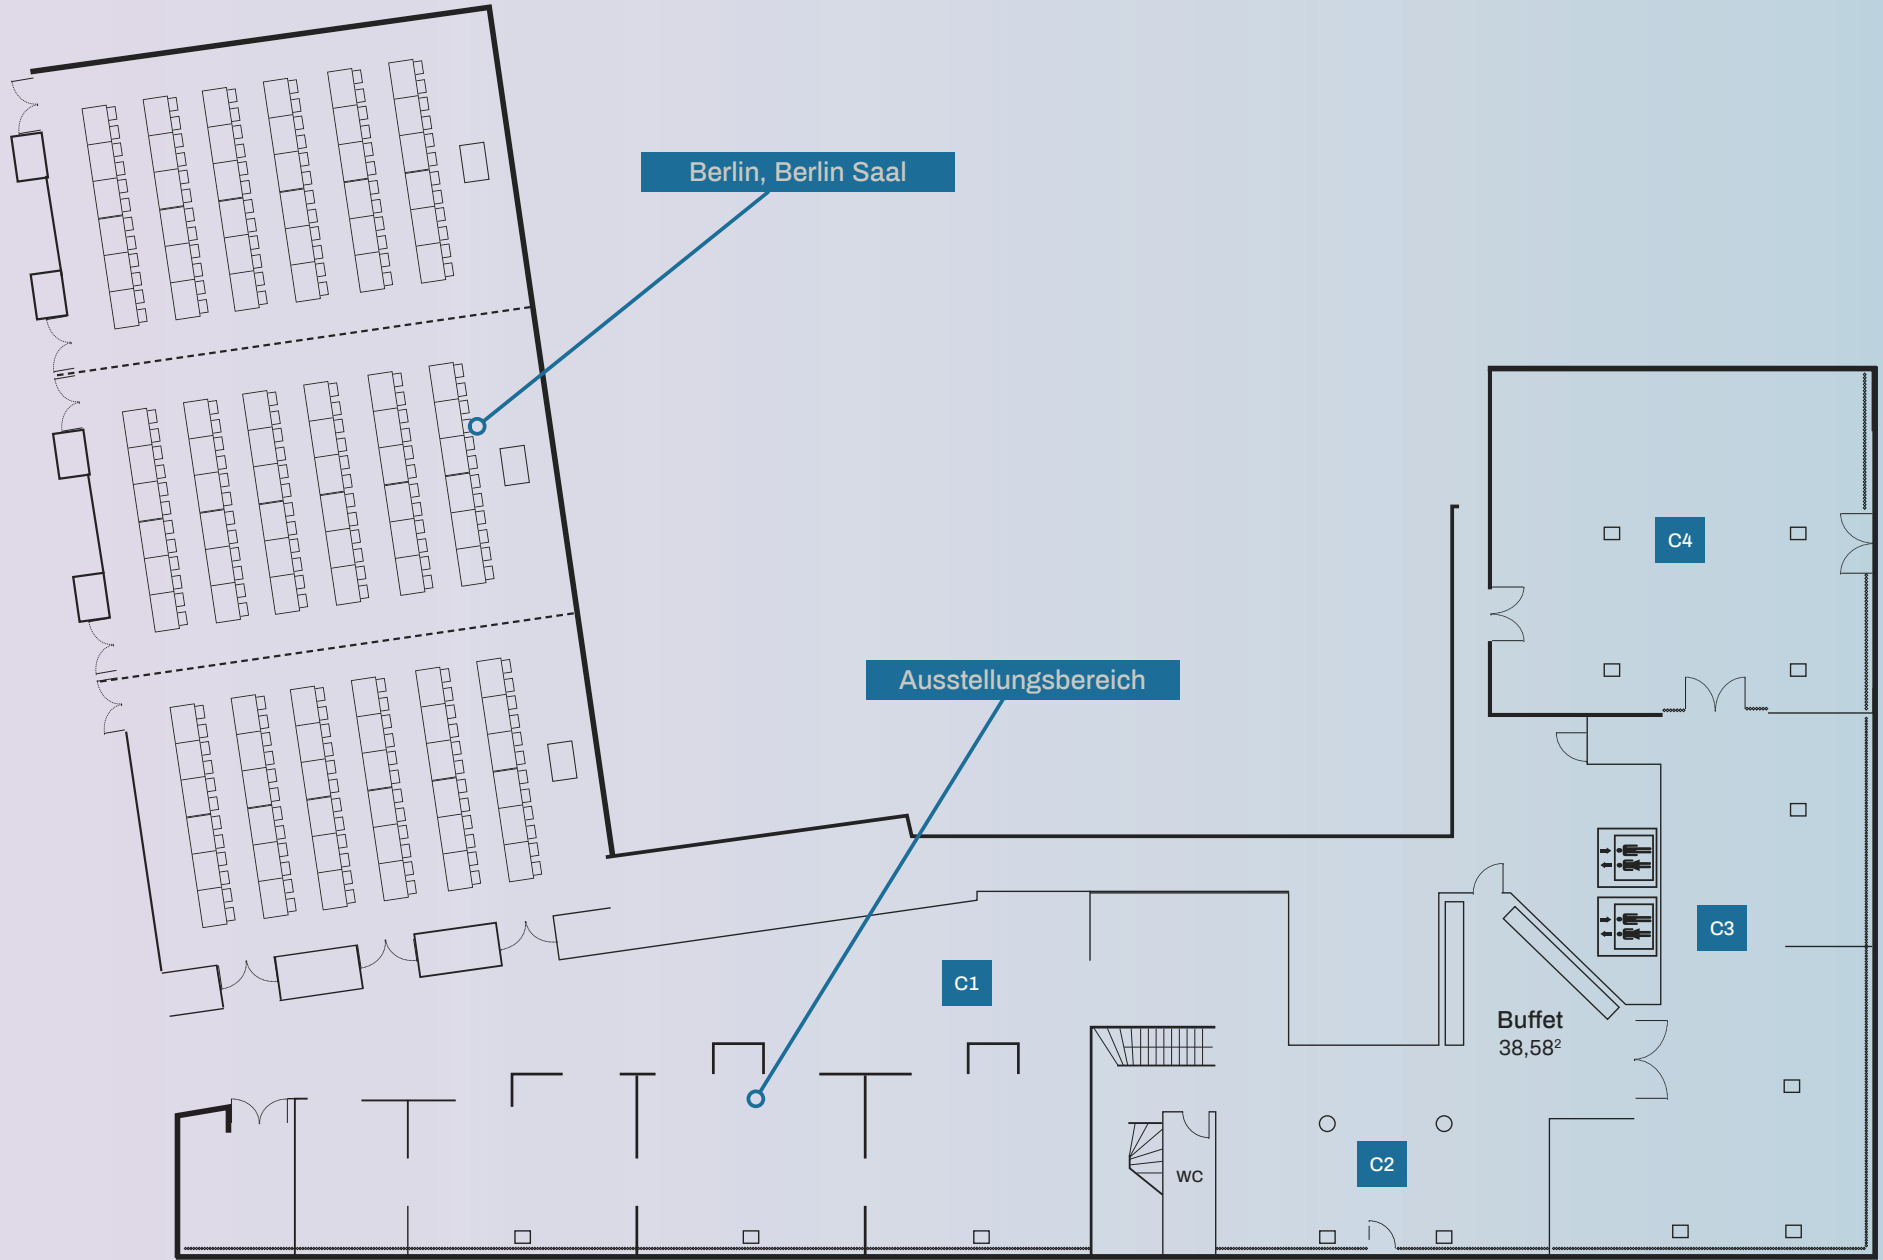 Berlin, Berlin Saal
C4
Ausstellungsbereich
C3
C1
Buffet
38,58²
C2
WC